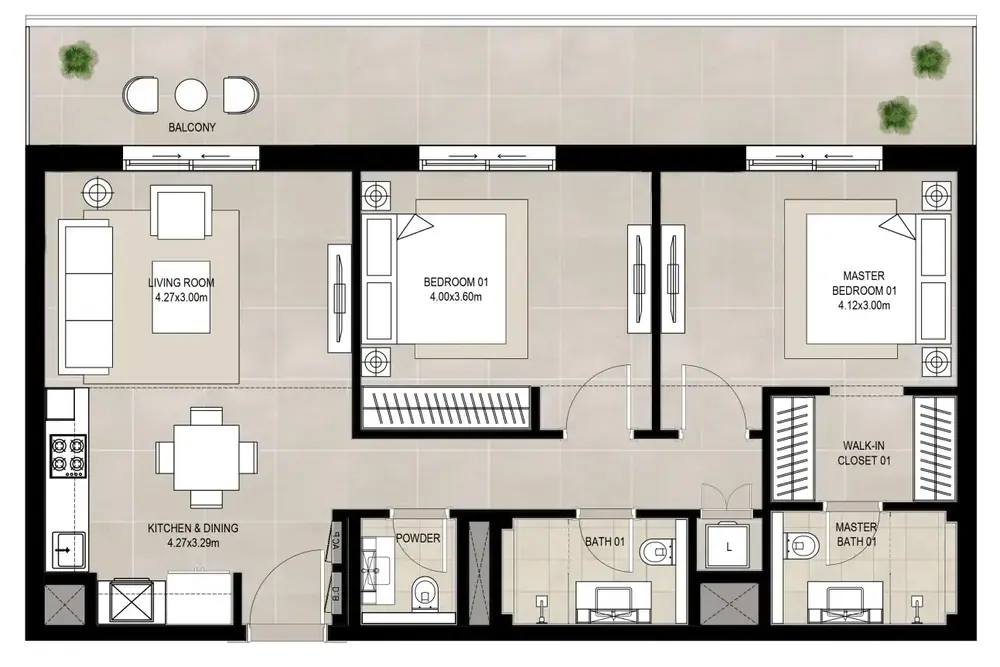 BALCONY
LIVING ROOM
4.27x3.00m
BEDROOM 01
4.00x3.60m
MASTER
BEDROOM 01
4.12x3.00m
WALK-IN
CLOSET 01
KITCHEN & DINING
4.27x3.29m
ACP
D.B
POWDER
BATH 01
L
MASTER
BATH 01